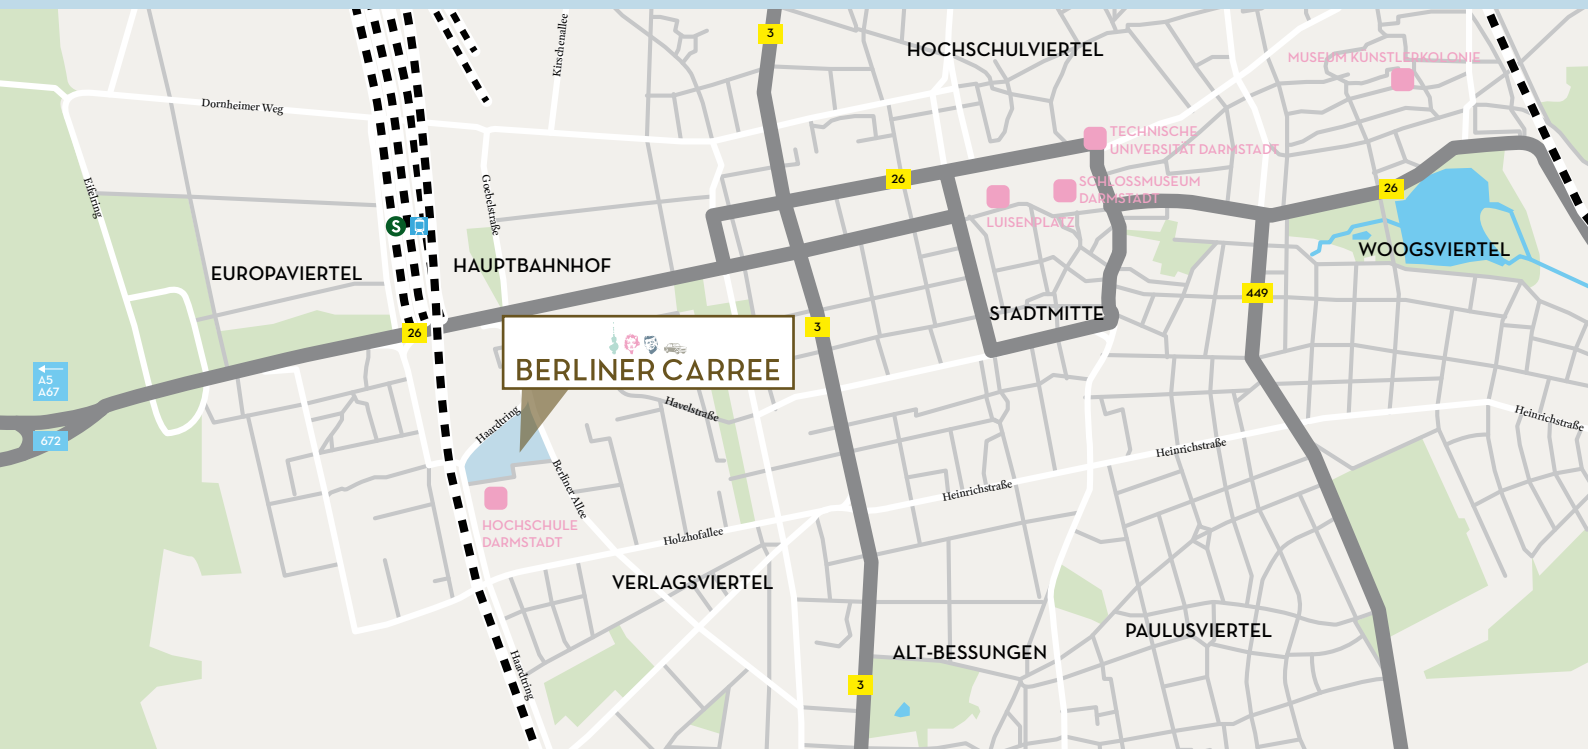 3
HOCHSCHULVIERTEL
Kirschenallee
MUSEUM KÜNSTLERKOLONIE
Dornheimer Weg
TECHNISCHE
UNIVERSITÄT DARMSTADT
26
SCHLOSSMUSEUM
DARMSTADT
26
Eifelring
Goebelstraße
LUISENPLATZ
S
WOOGSVIERTEL
EUROPAVIERTEL
HAUPTBAHNHOF
449
STADTMITTE
26
3
BERLINER CARREE
A5
A67
672
Haardtring
Havelstraße
Heinrichstraße
Heinrichstraße
Heinrichstraße
Berliner Allee
HOCHSCHULE
DARMSTADT
Holzhofallee
VERLAGSVIERTEL
PAULUSVIERTEL
ALT-BESSUNGEN
Haardtring
3